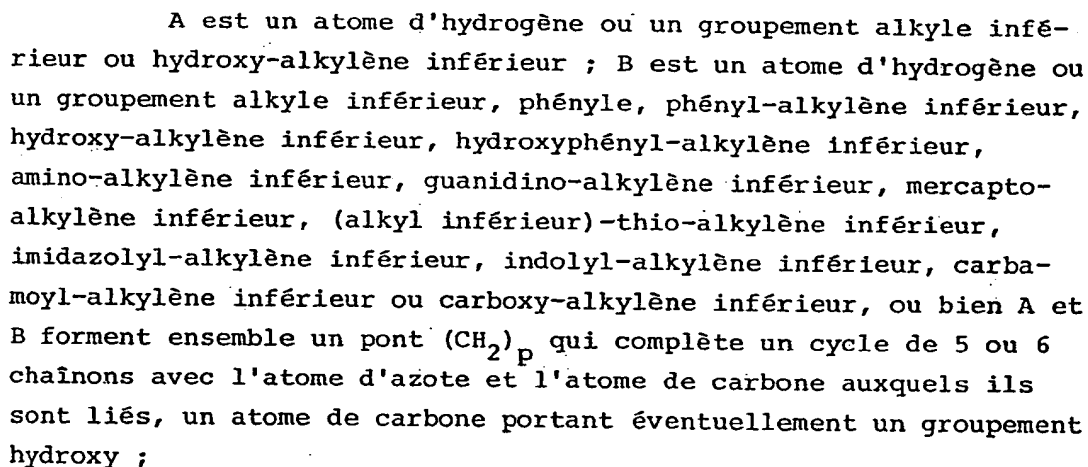 A est un atome d'hydrogène ou un groupement alkyle infé-
rieur ou hydroxy-alkylène inférieur ; B est un atome d'hydrogène ou
un groupement alkyle inférieur, phényle, phényl-alkylène inférieur,
hydroxy-alkylène inférieur, hydroxyphényl-alkylène inférieur,
amino-alkylène inférieur, guanidino-alkylène inférieur, mercapto-
alkylène inférieur, (alkyl inférieur)-thio-alkylène inférieur,
imidazolyl-alkylène inférieur, indolyl-alkylène inférieur, carba-
moyl-alkylène inférieur ou carboxy-alkylène inférieur, ou bien A et
B forment ensemble un pont (CH2)p qui complète un cycle de 5 ou 6
chaînons avec l'atome d'azote et l'atome de carbone auxquels ils
sont liés, un atome de carbone portant éventuellement un groupement
hydroxy ;